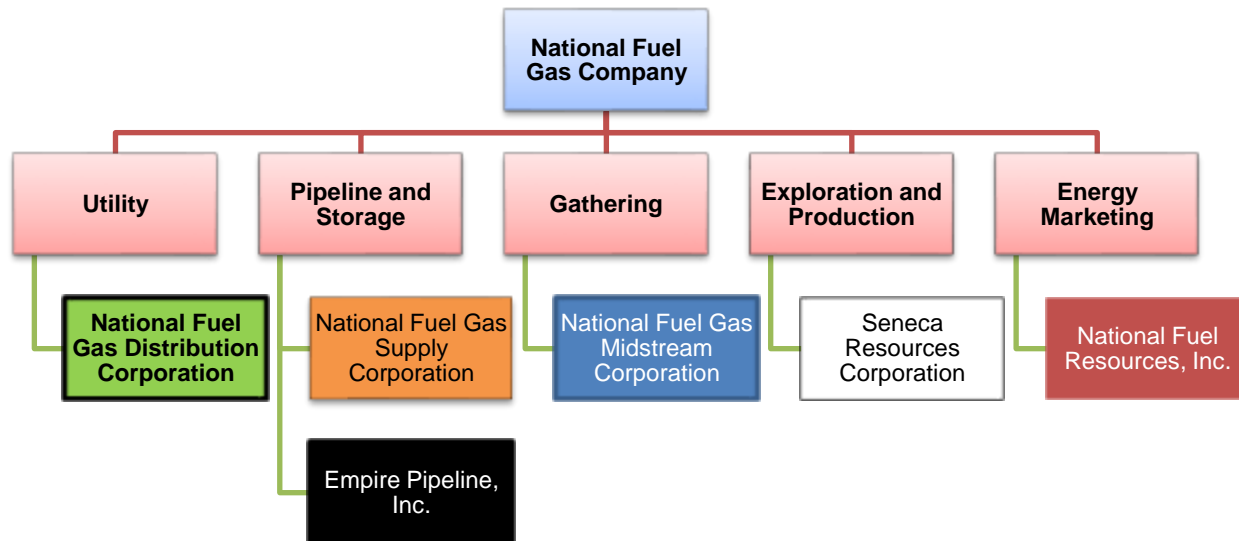 National Fuel
Gas Company
Utility
Pipeline and
Storage
Gathering
Exploration and
Production
Energy
Marketing
National Fuel
Gas Distribution
Corporation
National Fuel Gas
Supply
Corporation
National Fuel Gas
Midstream
Corporation
Seneca
Resources
Corporation
National Fuel
Resources, Inc.
Empire Pipeline,
Inc.